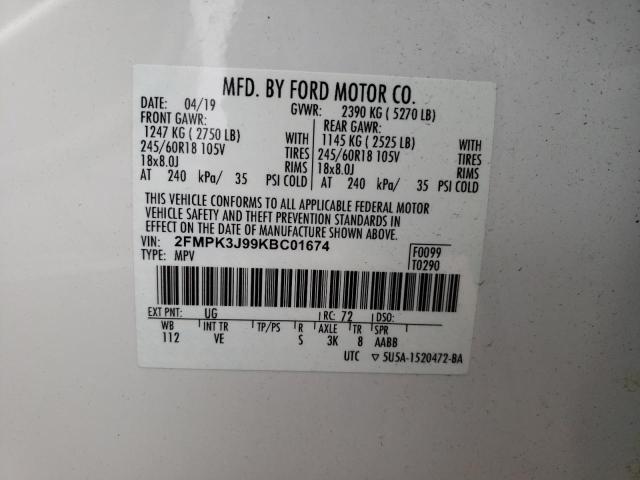 MFD. BY FORD MOTOR CO.
DATE: 04/19 GVWR: 2390 KG ( 5270 LB)
FRONT GAWR: REAR GAWR:
1247 KG ( 2750 LB) WITH 1145 KG ( 2525 LB) WITH
245/60R18 105V TIRES 245/60R18 105V TIRES
18x8.0J RIMS 18x8.0J RIMS
AT 240 kPa/ 35 PSI COLD AT 240 kPa/ 35 PSI COLD
THIS VEHICLE CONFORMS TO ALL APPLICABLE FEDERAL MOTOR
VEHICLE SAFETY AND THEFT PREVENTION STANDARDS IN
EFFECT ON THE DATE OF MANUFACTURE SHOWN ABOVE.
VIN: 2FMPK3J99KBC01674 F0099
TYPE: MPV T0290
EXT PNT: UG RC: 72 DSO:
WB INT TR TP/PS R AXLE TR SPR
112 VE S 3K 8 AABB
UTC ▽ 5U5A-1520472-BA